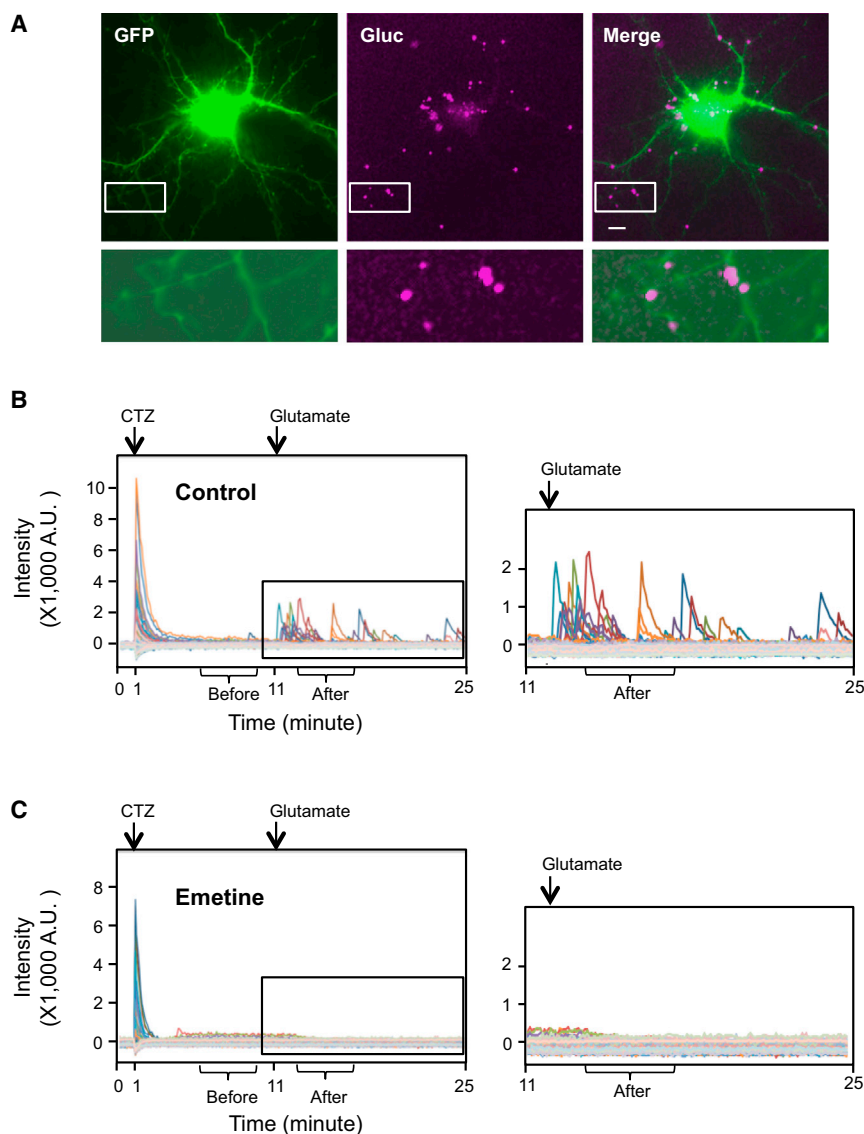 A
GFP
Gluc
Merge
B
CTZ
Glutamate
Control
Intensity
(X1,000 A.U. )
10
8
6
4
2
0
0 1 11 25
Before
After
Time (minute)
Glutamate
2
1
0
11 25
After
C
CTZ
Glutamate
Emetine
Intensity
(X1,000 A.U. )
8
6
4
2
0
0 1 11 25
Before
After
Time (minute)
Glutamate
2
1
0
11 25
After